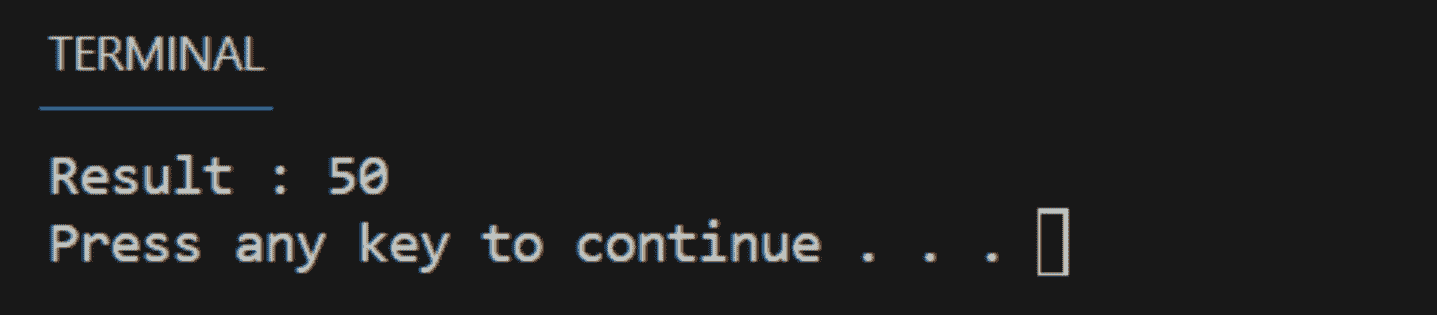 TERMINAL
Result : 50
Press any key to continue . . .